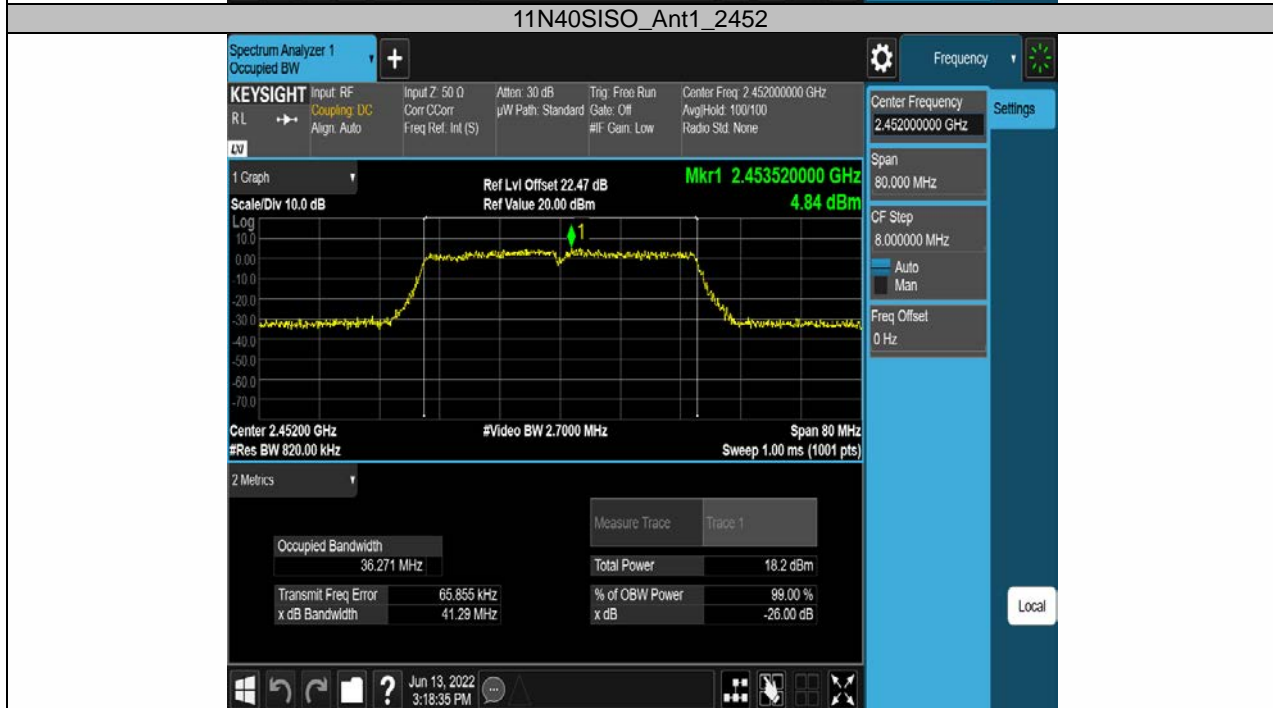 11N40SISO_Ant1_2452
Spectrum Analyzer 1
Occupied BW
+
Frequency
KEYSIGHT Input: RF Input Z: 50 Ω Atten: 30 dB Trig: Free Run Center Freq: 2.452000000 GHz
RL Coupling: DC Corr CCorr µW Path: Standard Gate: Off Avg|Hold: 100/100
Align: Auto Freq Ref: Int (S) #IF Gain: Low Radio Std: None
LXI
Center Frequency
2.452000000 GHz
Settings
Span
80.000 MHz
CF Step
8.000000 MHz
Auto
Man
Freq Offset
0 Hz
1 Graph Ref Lvl Offset 22.47 dB Mkr1 2.453520000 GHz
Scale/Div 10.0 dB Ref Value 20.00 dBm 4.84 dBm
Log
1
10.0
0.00
-10.0
-20.0
-30.0
-40.0
-50.0
-60.0
-70.0
Center 2.45200 GHz #Video BW 2.7000 MHz Span 80 MHz
#Res BW 820.00 kHz Sweep 1.00 ms (1001 pts)
2 Metrics
Measure Trace Trace 1
Occupied Bandwidth
36.271 MHz Total Power 18.2 dBm
Transmit Freq Error 65.855 kHz % of OBW Power 99.00 %
x dB Bandwidth 41.29 MHz x dB -26.00 dB
Local
? Jun 13, 2022
3:18:35 PM